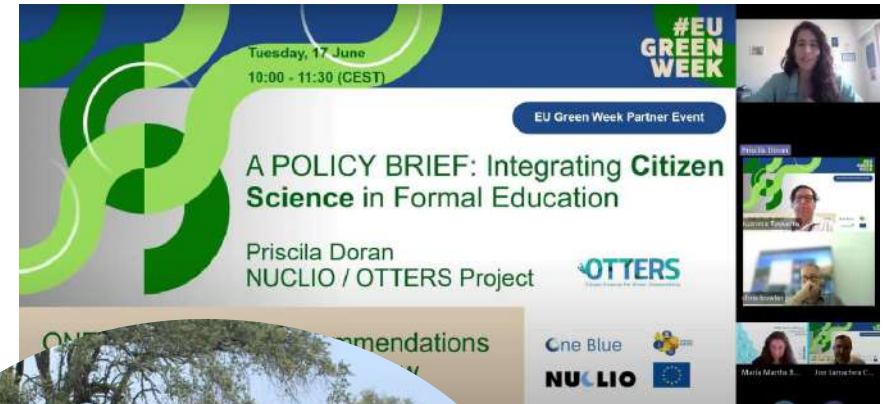 #EU
GREEN
WEEK
Tuesday, 17 June
10:00 - 11:30 (CEST)
EU Green Week Partner Event
A POLICY BRIEF: Integrating Citizen
Science in Formal Education
Priscila Doran
NUCLIO / OTTERS Project
OTTERS
mmendations
One Blue
NUCLIO
Priscila Doran
chris bowler
Maria Martha B...